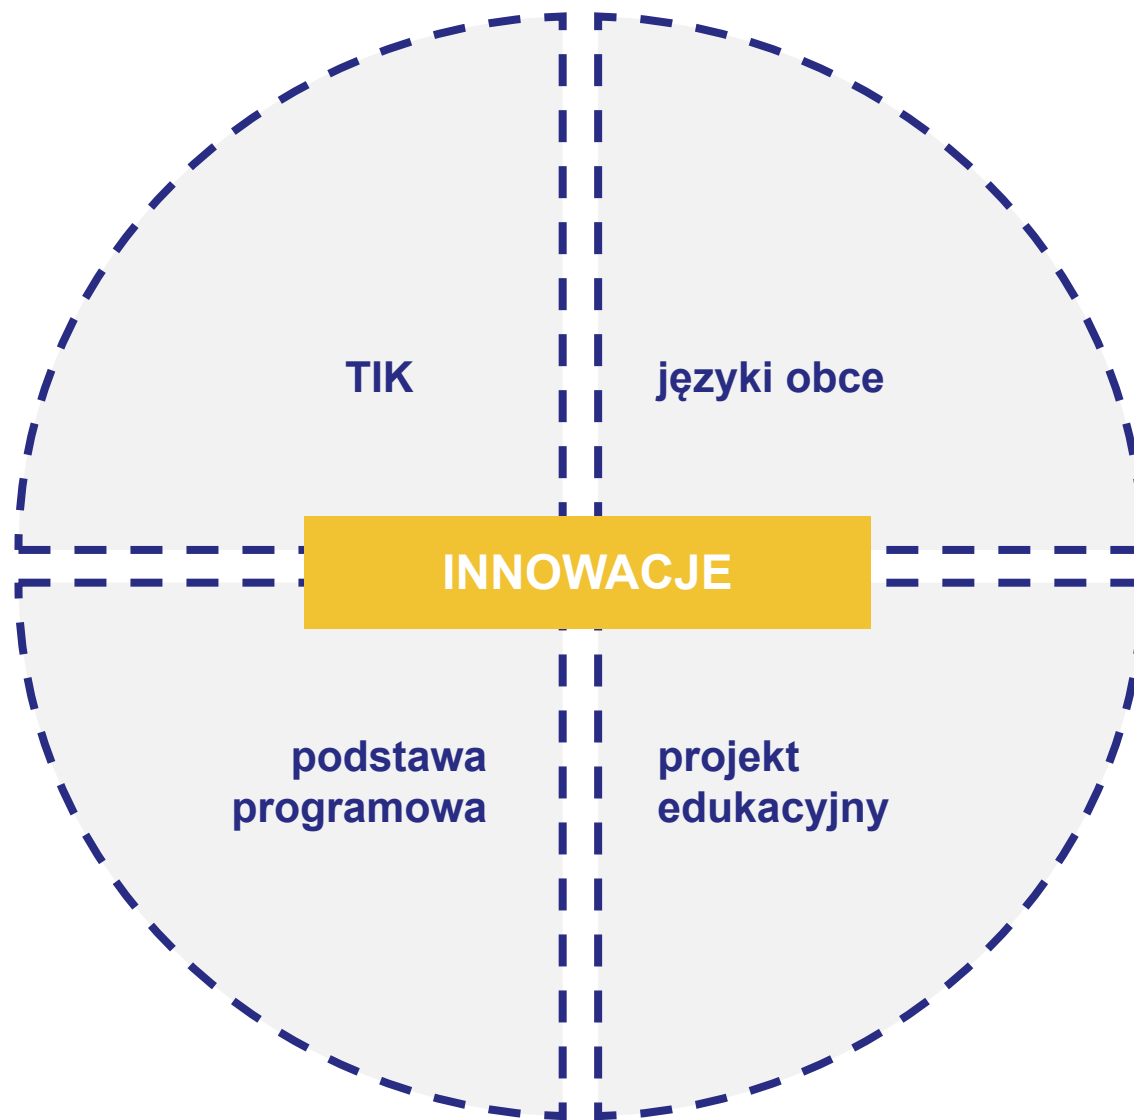 TIK
języki obce
INNOWACJE
podstawa
programowa
projekt
edukacyjny